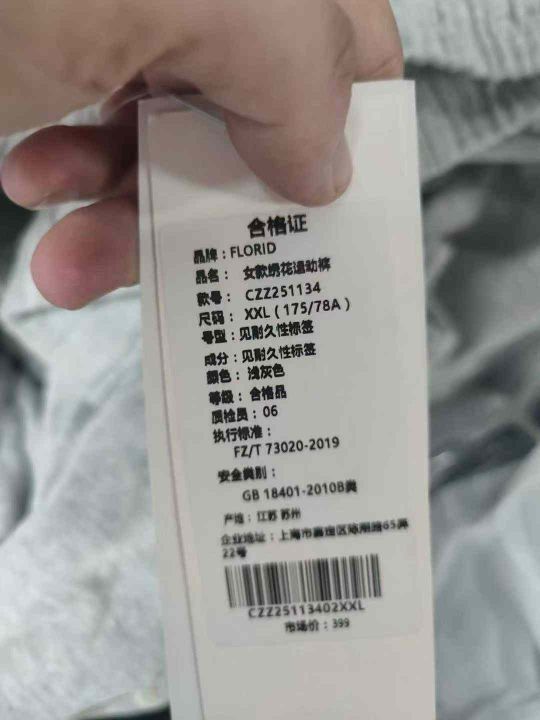 合格证
品牌：FLORID
品名： 女款绣花运动裤
款号： CZZ251134
尺码： XXL（175/78A）
号型：见耐久性标签
成分：见耐久性标签
颜色： 浅灰色
等级： 合格品
质检员：06
执行标准：
FZ/T 73020-2019
安全类别：
GB 18401-2010B类
产地：江苏 苏州
企业地址：上海市嘉定区 路65弄
22号
CZZ25113402XXL
市场价：399